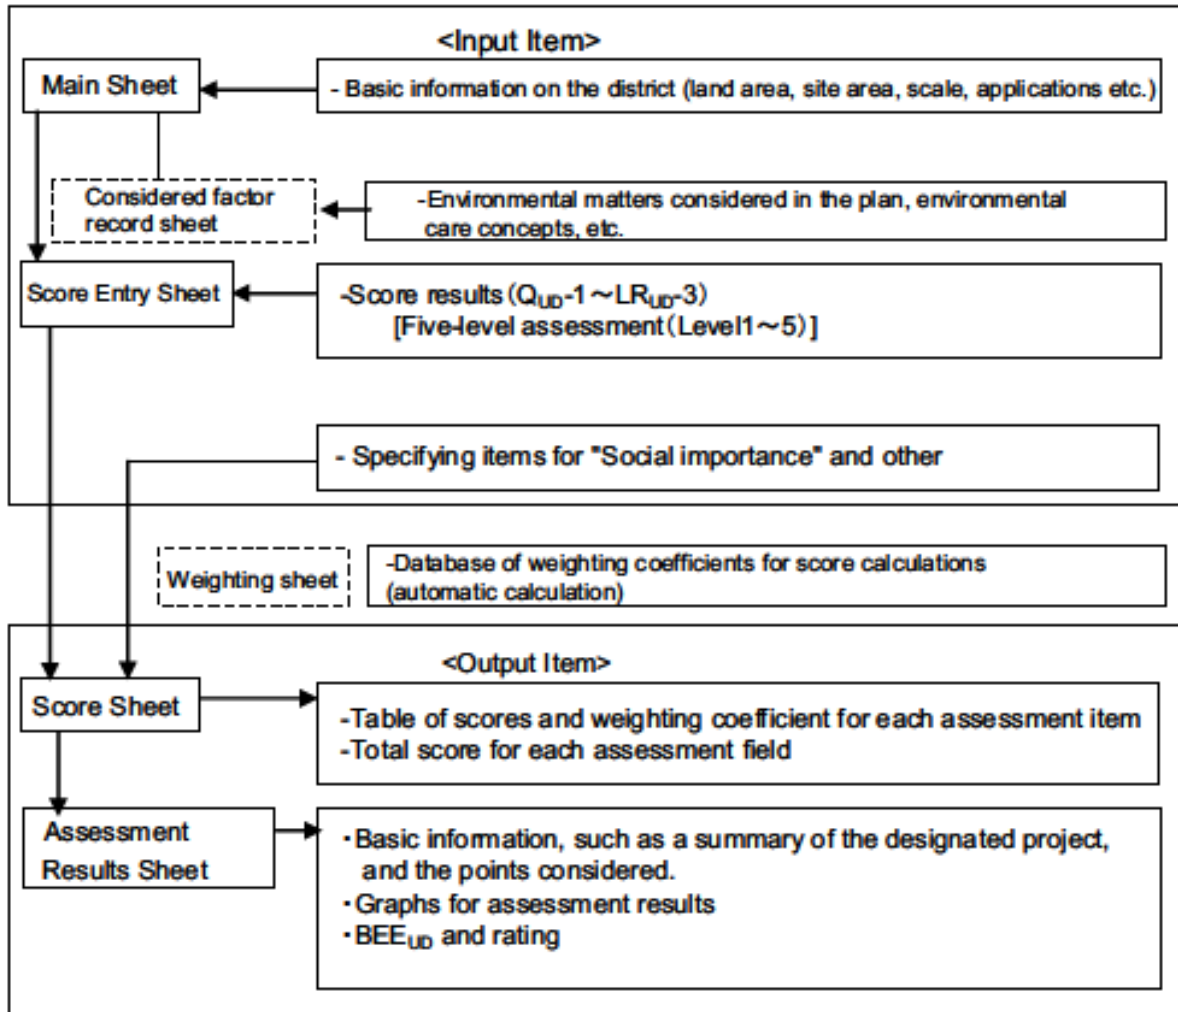 <Input Item>
Main Sheet
- Basic information on the district (land area, site area, scale, applications etc.)
Considered factor
record sheet
-Environmental matters considered in the plan, environmental
care concepts, etc.
Score Entry Sheet
-Score results(QUD-1～LRUD-3)
[Five-level assessment(Level1～5)]
- Specifying items for "Social importance" and other
Weighting sheet
-Database of weighting coefficients for score calculations
(automatic calculation)
<Output Item>
Score Sheet
-Table of scores and weighting coefficient for each assessment item
-Total score for each assessment field
Assessment
Results Sheet
・Basic information, such as a summary of the designated project,
and the points considered.
・Graphs for assessment results
・BEEUD and rating